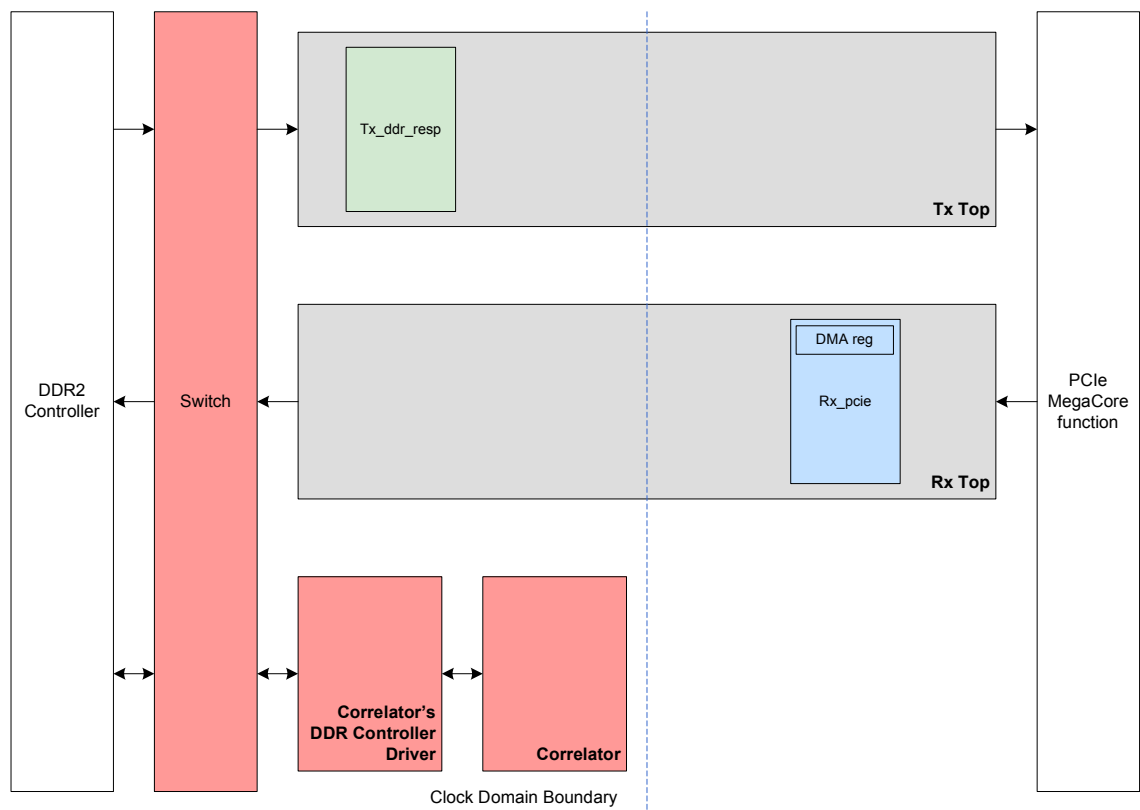 Tx_ddr_resp
Tx Top
DMA reg
DDR2
Controller
Switch
Rx_pcie
PCIe
MegaCore
function
Rx Top
Correlator's
DDR Controller
Driver
Correlator
Clock Domain Boundary